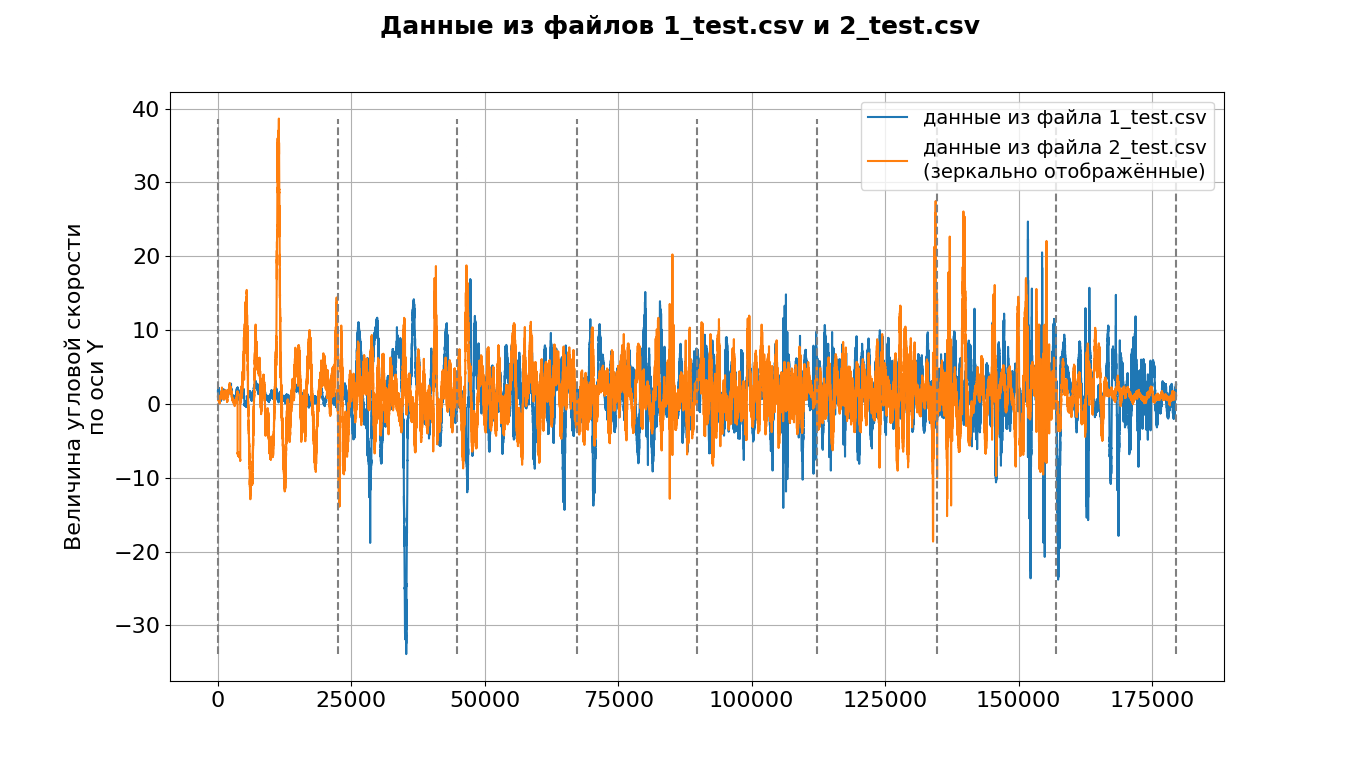 Данные из файлов 1_test.csv и 2_test.csv
данные из файла 1_test.csv
данные из файла 2_test.csv
(зеркально отображённые)
Величина угловой скорости
по оси Y
40
30
20
10
0
−10
−20
−30
0
25000
50000
75000
100000
125000
150000
175000